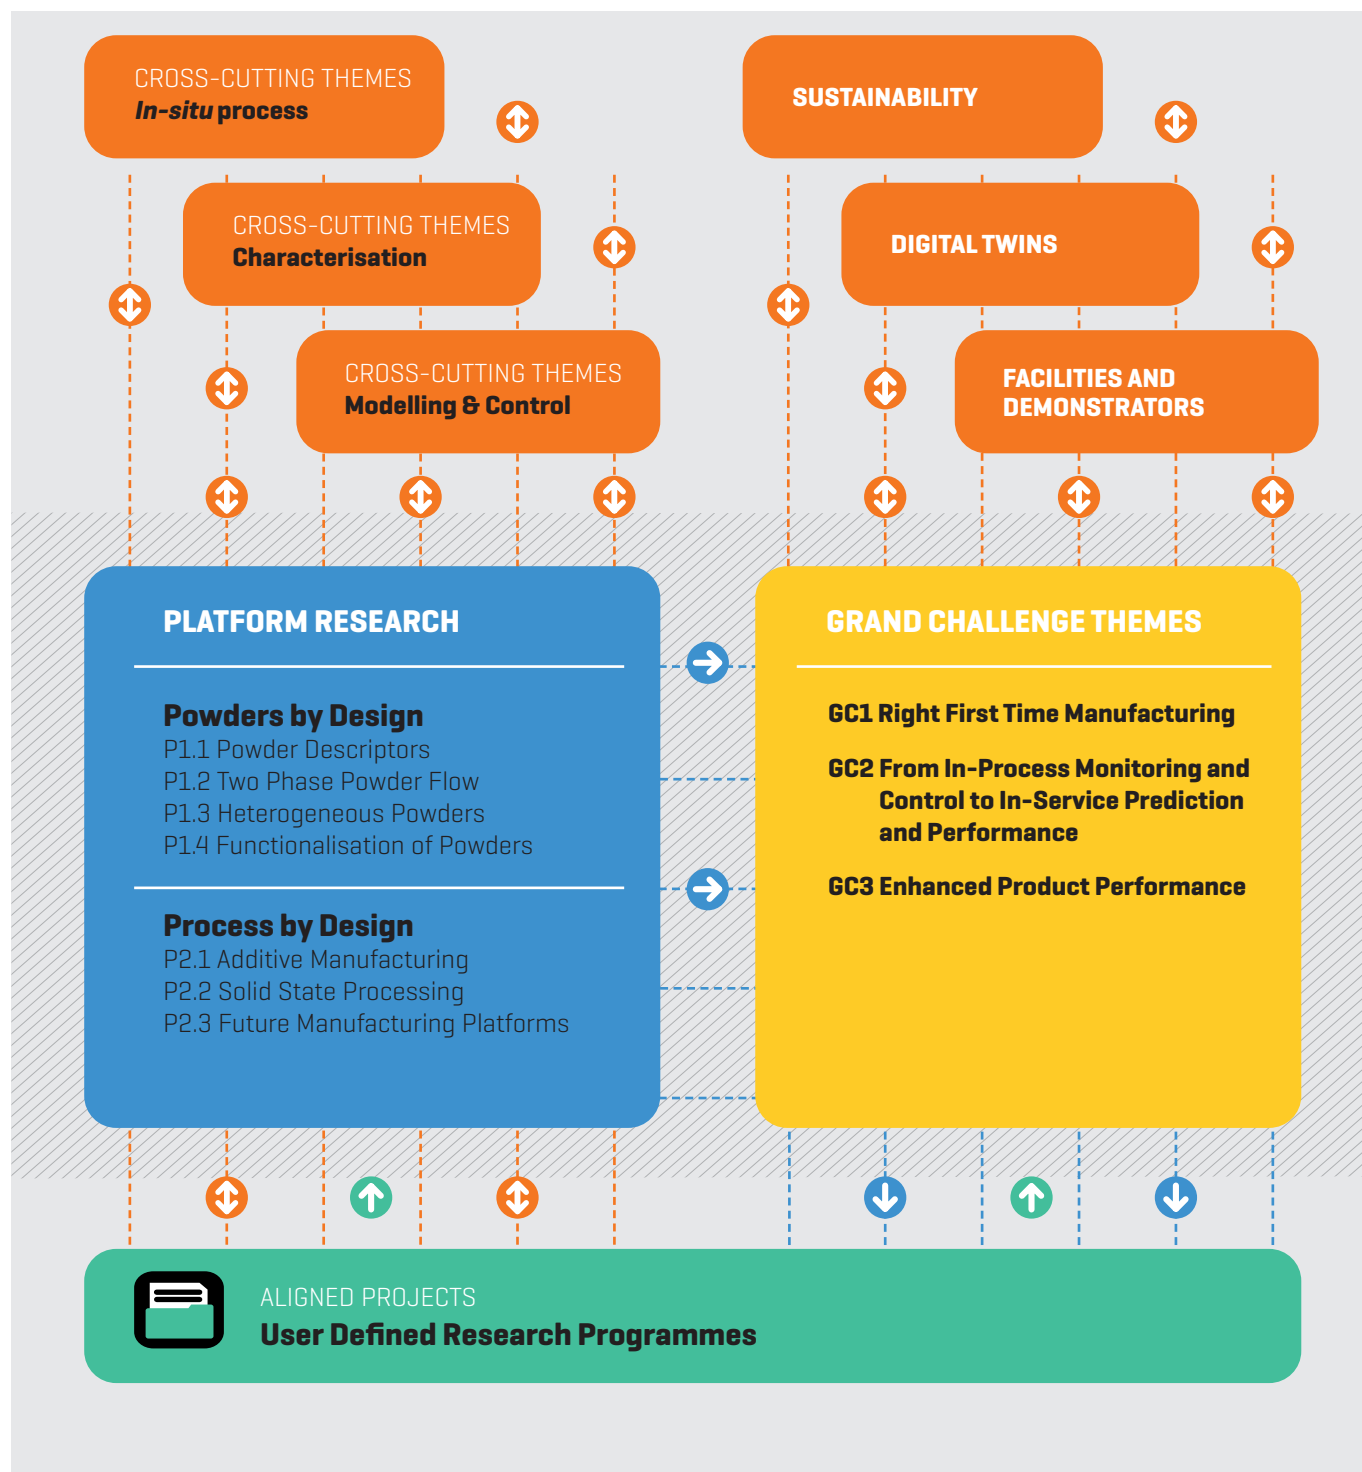 CROSS-CUTTING THEMES
In-situ process
SUSTAINABILITY
CROSS-CUTTING THEMES
Characterisation
DIGITAL TWINS
CROSS-CUTTING THEMES
Modelling & Control
FACILITIES AND
DEMONSTRATORS
PLATFORM RESEARCH
Powders by Design
P1.1 Powder Descriptors
P1.2 Two Phase Powder Flow
P1.3 Heterogeneous Powders
P1.4 Functionalisation of Powders
Process by Design
P2.1 Additive Manufacturing
P2.2 Solid State Processing
P2.3 Future Manufacturing Platforms
GRAND CHALLENGE THEMES
GC1 Right First Time Manufacturing
GC2 From In-Process Monitoring and
Control to In-Service Prediction
and Performance
GC3 Enhanced Product Performance
ALIGNED PROJECTS
User Defined Research Programmes